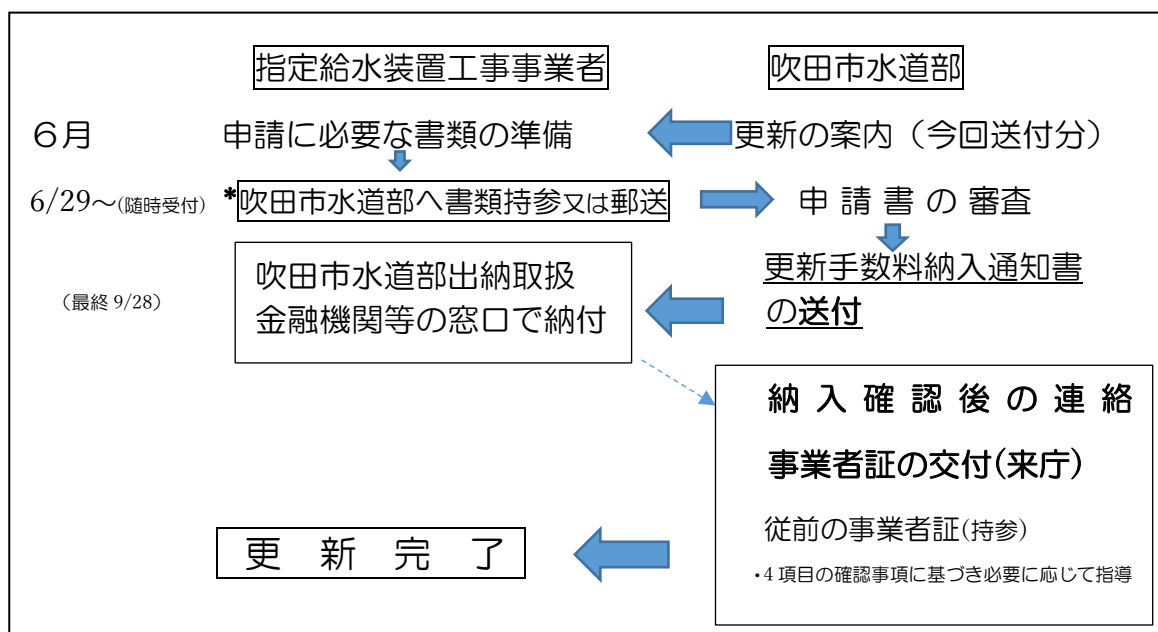 指定給水装置工事事業者 吹田市水道部
6月 申請に必要な書類の準備 更新の案内（今回送付分）
6/29～(随時受付) *吹田市水道部へ書類持参又は郵送 申 請 書 の 審査
更新手数料納入通知書
の送付
吹田市水道部出納取扱
金融機関等の窓口で納付
（最終 9/28）
納 入 確 認 後 の 連 絡
事業者証の交付(来庁)
従前の事業者証(持参)
・4 項目の確認事項に基づき必要に応じて指導
更 新 完 了